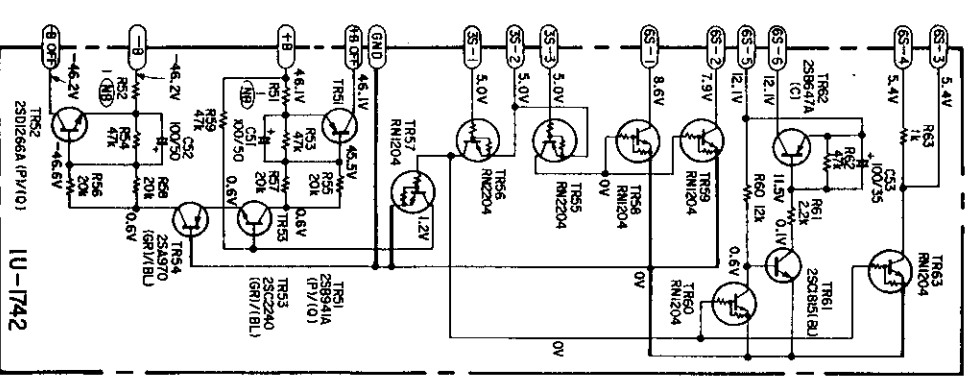 -B OFF
-B
+B
+B OFF
GND
3S-1
3S-2
3S-3
6S-1
6S-2
6S-5
6S-6
6S-4
6S-3
-46.2V
-46.2V
46.1V
46.1V
5.0V
5.0V
5.0V
8.6V
7.9V
12.1V
12.1V
5.4V
5.4V
R52
1
NB
R51
1
NB
TR51
TR62
2SB647A
(C)
R63
1k
C52
100/50
R54
47k
TR52
2SD1266A (P)/(Q)
-46.6V
R59
47k
C51
100/50
R53
47k
45.5V
TR57
RN1204
TR56
RN2204
TR55
RN2204
TR58
RN1204
TR59
RN1204
R62
47k
C53
100/35
R56
20k
R58
20k
R57
20k
R55
20k
1.2V
0V
0V
R60 12k
11.5V
R61
2.2k
0.1V
-0.6V
0.6V
0.6V
TR53
TR54
2SA970
(GR)/(BL)
TR53
2SC2240
(GR)/(BL)
TR51
2SB941A
(P)/(Q)
0V
0.6V
TR60
RN1204
TR61
2SC1815(BL)
TR63
RN1204
0V
1U-1742